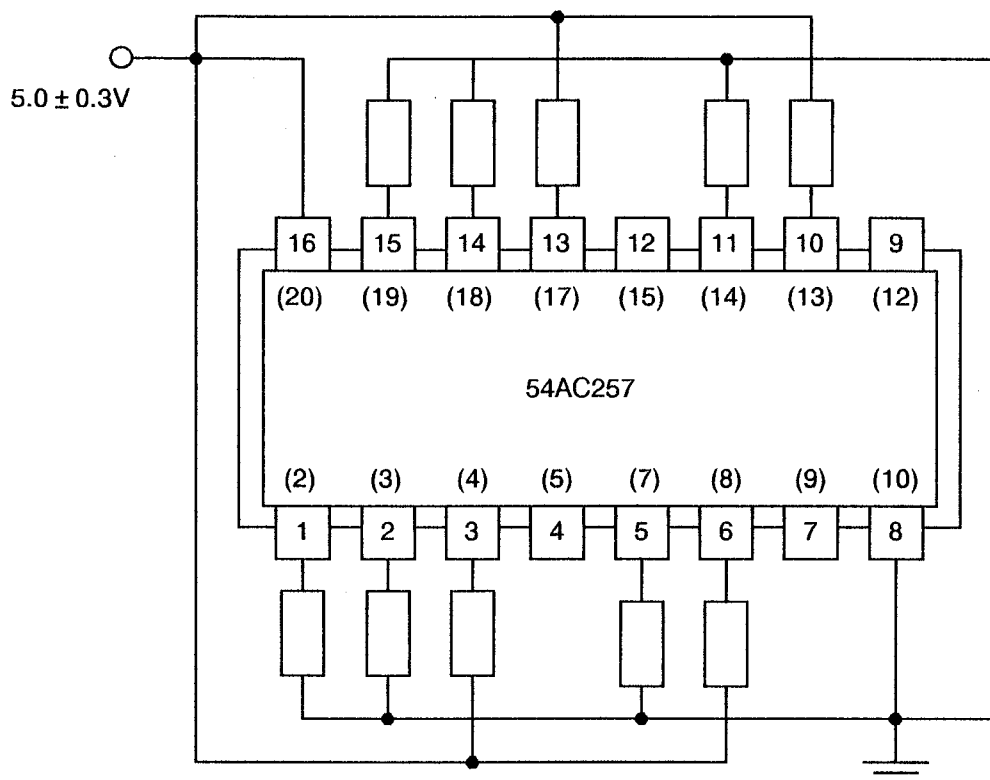 5.0 ± 0.3V
16 15 14 13 12 11 10 9
(20) (19) (18) (17) (15) (14) (13) (12)
54AC257
(2) (3) (4) (5) (7) (8) (9) (10)
1 2 3 4 5 6 7 8